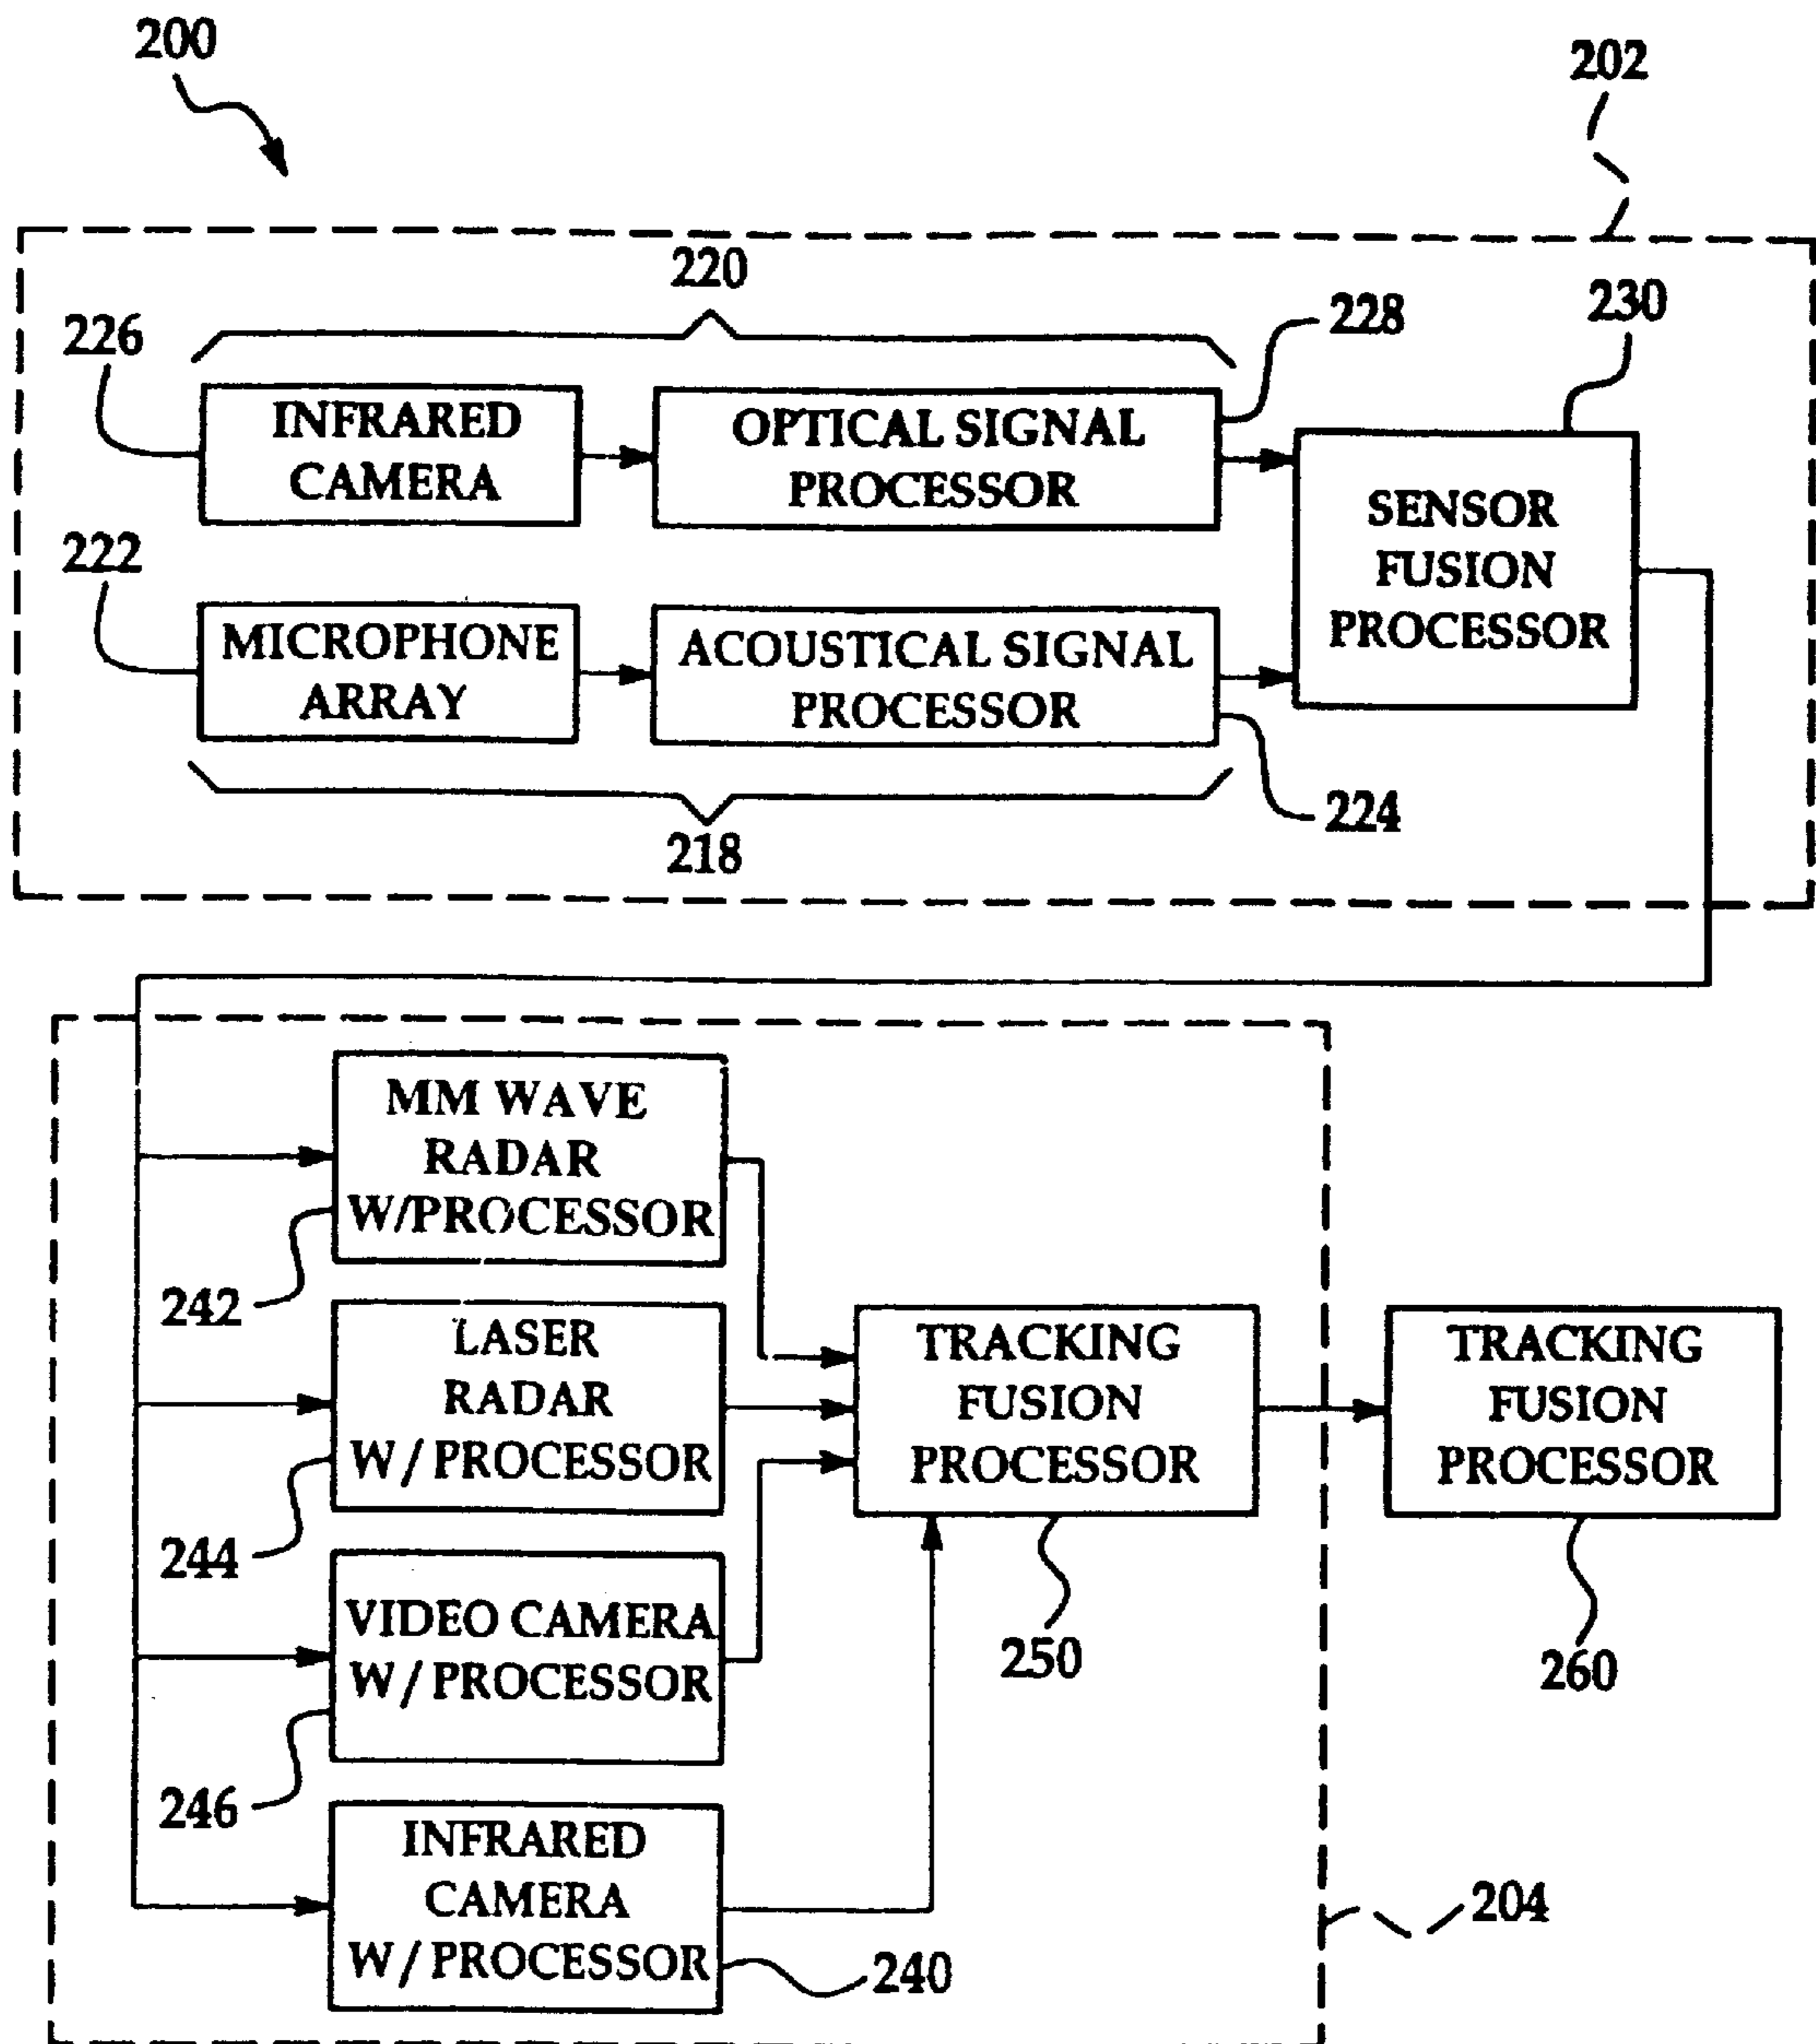 200
202
220
226
228
230
INFRARED
CAMERA
OPTICAL SIGNAL
PROCESSOR
SENSOR
FUSION
PROCESSOR
222
MICROPHONE
ARRAY
ACOUSTICAL SIGNAL
PROCESSOR
218
224
MM WAVE
RADAR
W/PROCESSOR
242
LASER
RADAR
W/ PROCESSOR
244
TRACKING
FUSION
PROCESSOR
250
TRACKING
FUSION
PROCESSOR
260
VIDEO CAMERA
W/ PROCESSOR
246
INFRARED
CAMERA
W/ PROCESSOR
240
204